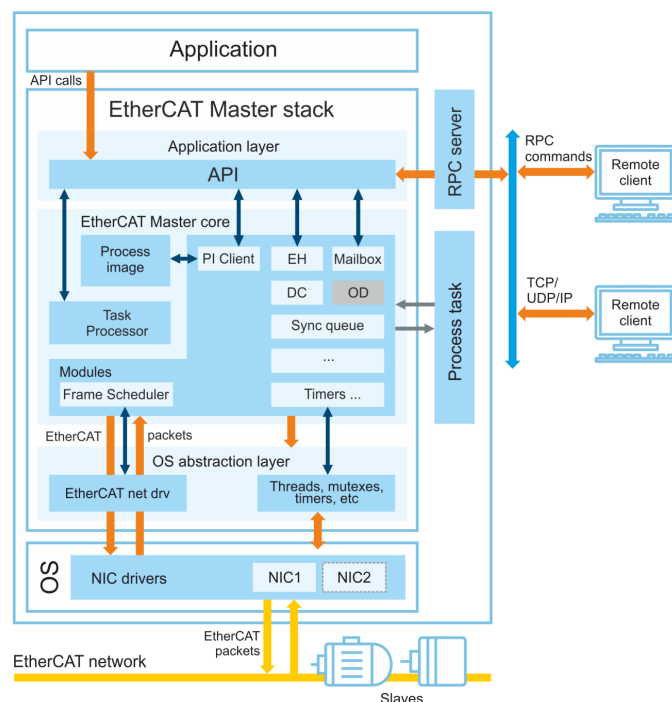 Application
API calls
EtherCAT Master stack
Application layer
API
RPC server
RPC
commands
Remote
client
EtherCAT Master core
Process
image
PI Client
EH
Mailbox
DC
OD
Task
Processor
Sync queue
...
Process task
TCP/
UDP/IP
Remote
client
Modules
Frame Scheduler
Timers ...
EtherCAT
packets
OS abstraction layer
EtherCAT net drv
Threads, mutexes,
timers, etc
OS
NIC drivers
NIC1
NIC2
EtherCAT
packets
EtherCAT network
Slaves